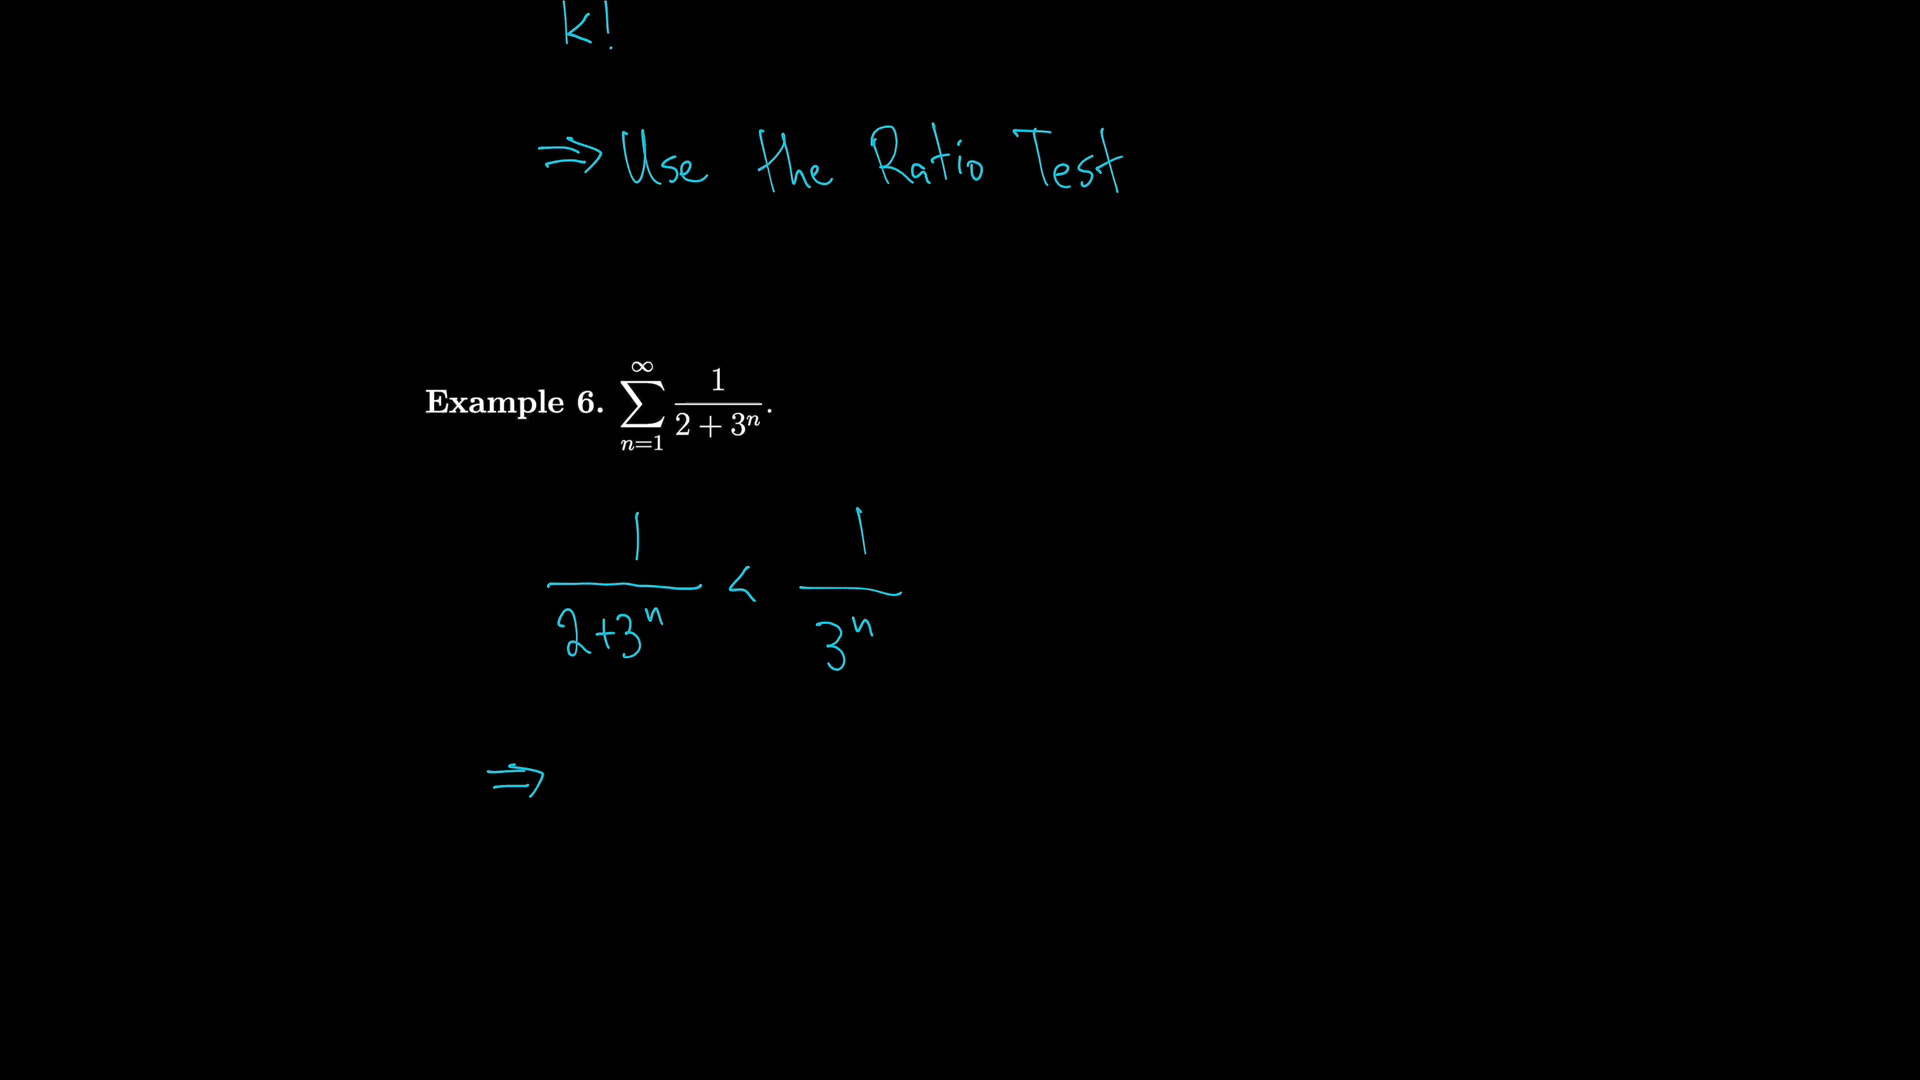 k!
⇒ Use the Ratio Test
Example 6. $\sum_{n=1}^{\infty} \frac{1}{2+3^n}$.
$\frac{1}{2+3^n} < \frac{1}{3^n}$
⇒